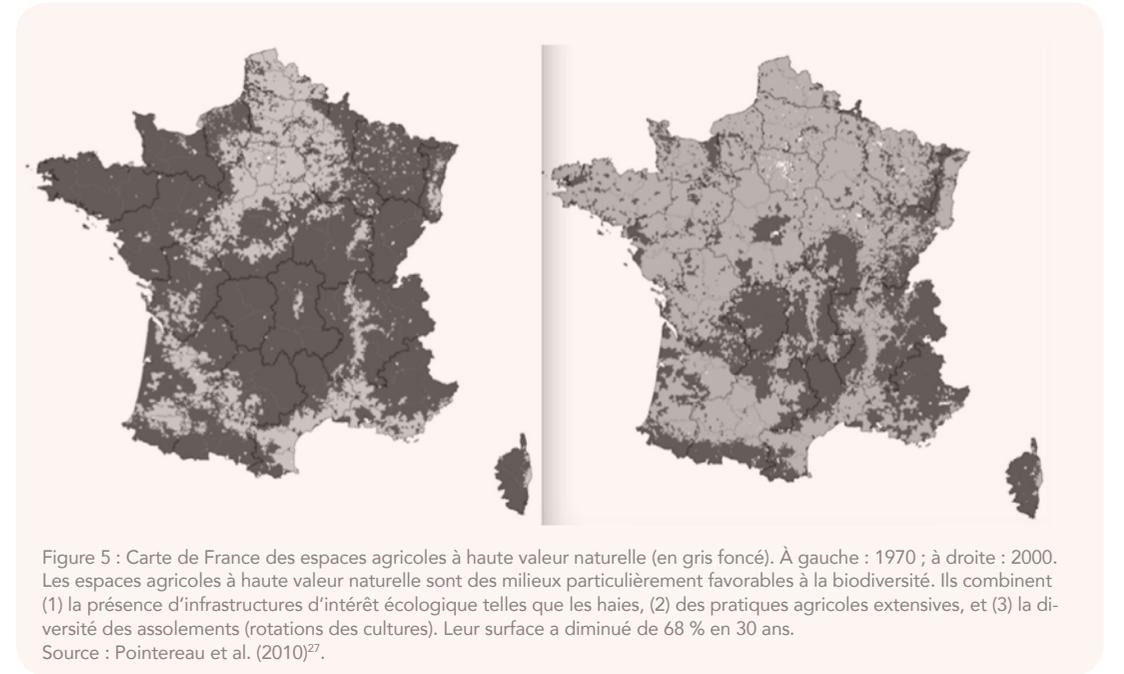 Figure 5 : Carte de France des espaces agricoles à haute valeur naturelle (en gris foncé). À gauche : 1970 ; à droite : 2000.
Les espaces agricoles à haute valeur naturelle sont des milieux particulièrement favorables à la biodiversité. Ils combinent
(1) la présence d'infrastructures d'intérêt écologique telles que les haies, (2) des pratiques agricoles extensives, et (3) la di-
versité des assolements (rotations des cultures). Leur surface a diminué de 68 % en 30 ans.
Source : Pointereau et al. (2010)²⁷.